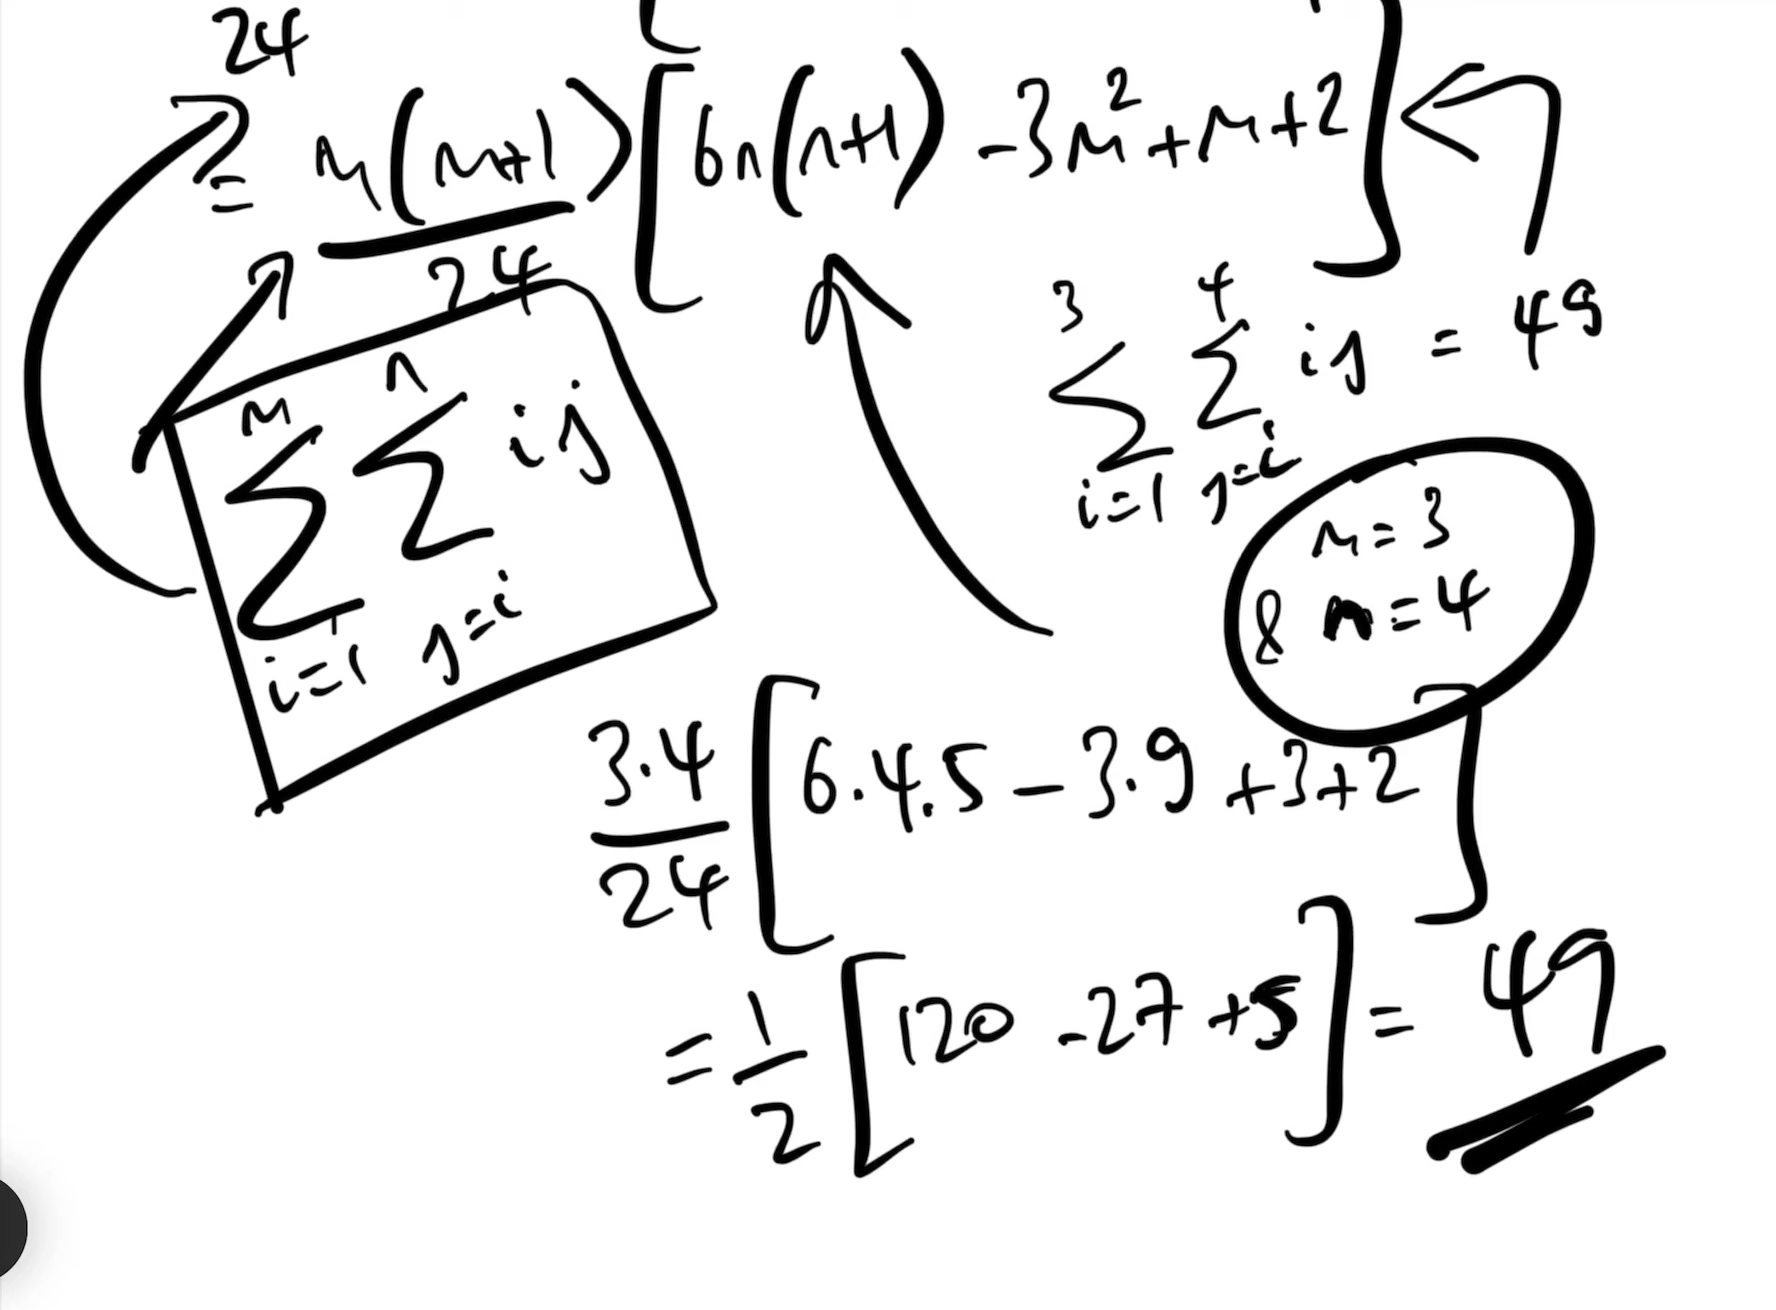 24
= m(m+1)/24 [6n(n+1) -3m²+m+2]
m n
∑ ∑ ij
i=1 j=i
3 4
∑ ∑ ij = 49
i=1 j=i
m=3
& n=4
3·4/24 [6.4.5 - 3.9 +3+2]
= 1/2 [120 -27 +5] = 49